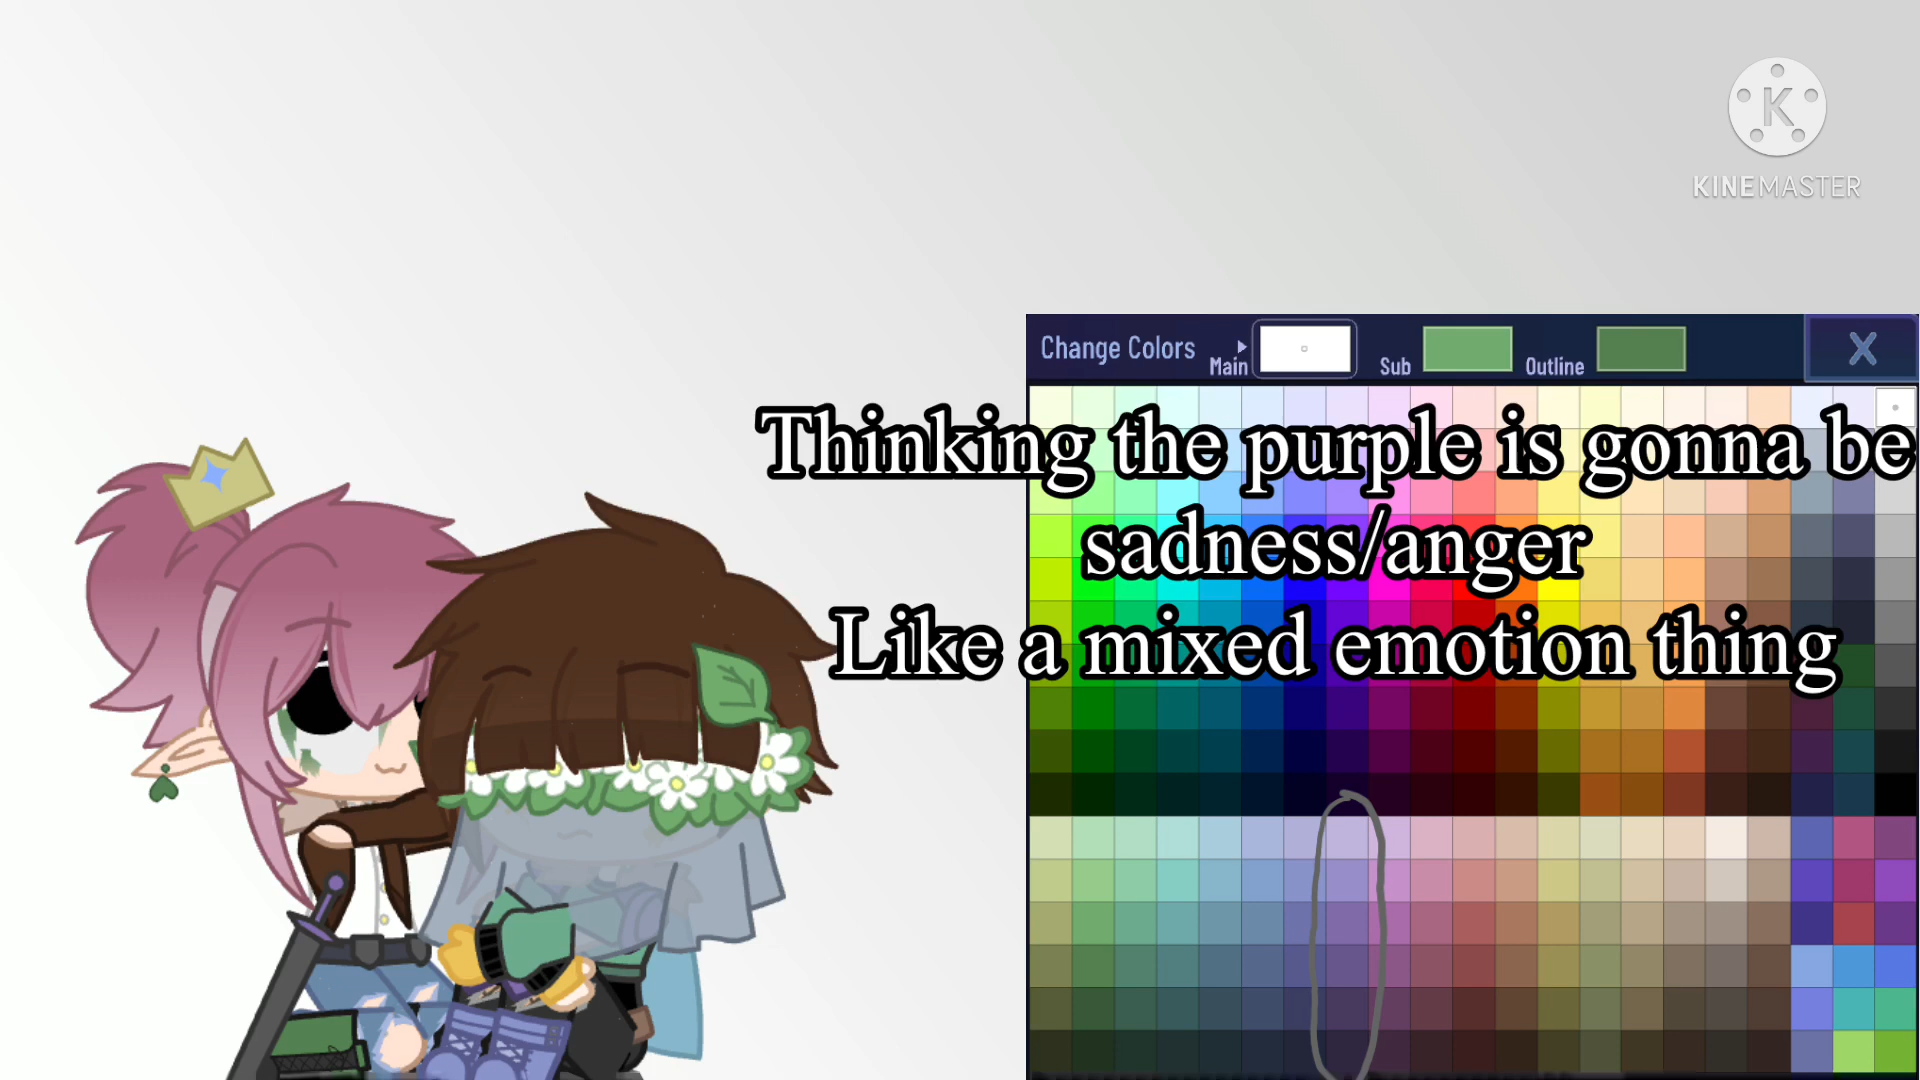 K
KINEMASTER
Change Colors
Main
Sub
Outline
X
Thinking the purple is gonna be
sadness/anger
Like a mixed emotion thing